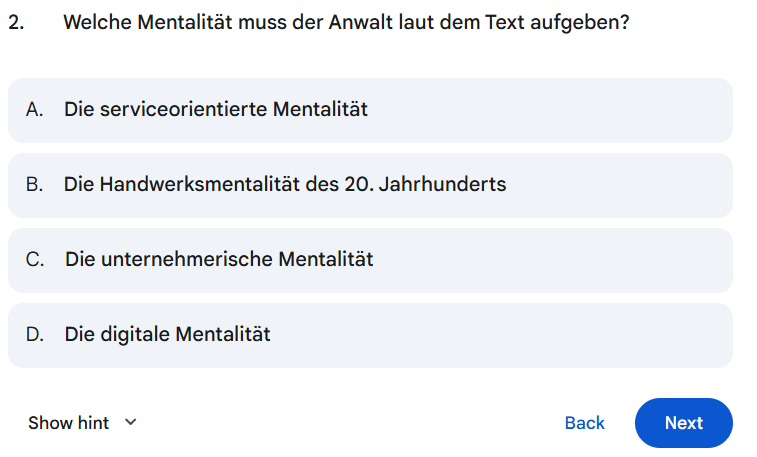 2. Welche Mentalität muss der Anwalt laut dem Text aufgeben?
A. Die serviceorientierte Mentalität
B. Die Handwerksmentalität des 20. Jahrhunderts
C. Die unternehmerische Mentalität
D. Die digitale Mentalität
Show hint Back Next